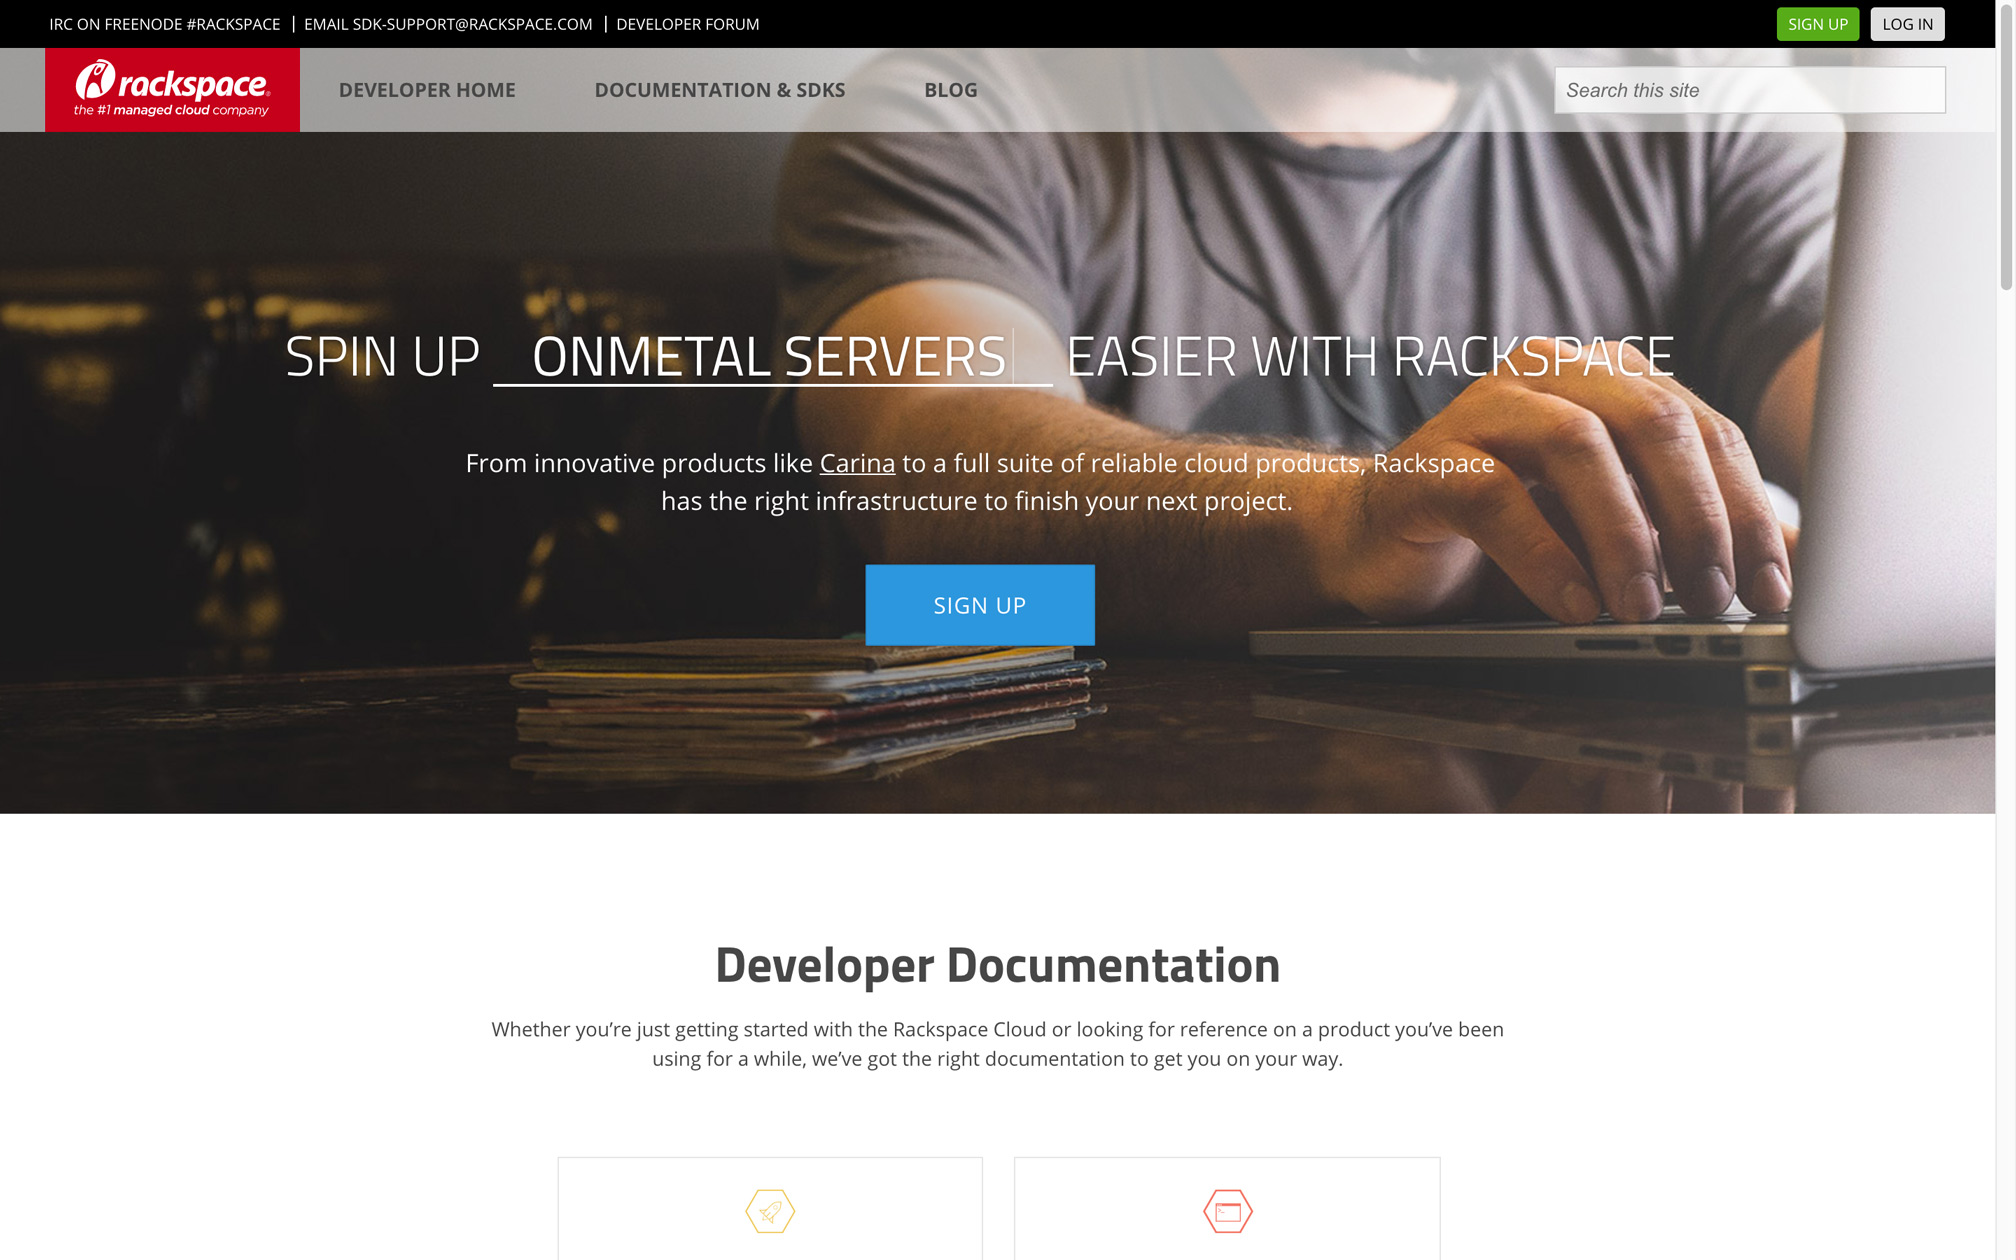 IRC ON FREENODE #RACKSPACE | EMAIL SDK-SUPPORT@RACKSPACE.COM | DEVELOPER FORUM
SIGN UP
LOG IN
rackspace®
the #1 managed cloud company
DEVELOPER HOME
DOCUMENTATION & SDKS
BLOG
Search this site
SPIN UP ONMETAL SERVERS EASIER WITH RACKSPACE
From innovative products like Carina to a full suite of reliable cloud products, Rackspace
has the right infrastructure to finish your next project.
SIGN UP
Developer Documentation
Whether you’re just getting started with the Rackspace Cloud or looking for reference on a product you’ve been
using for a while, we’ve got the right documentation to get you on your way.